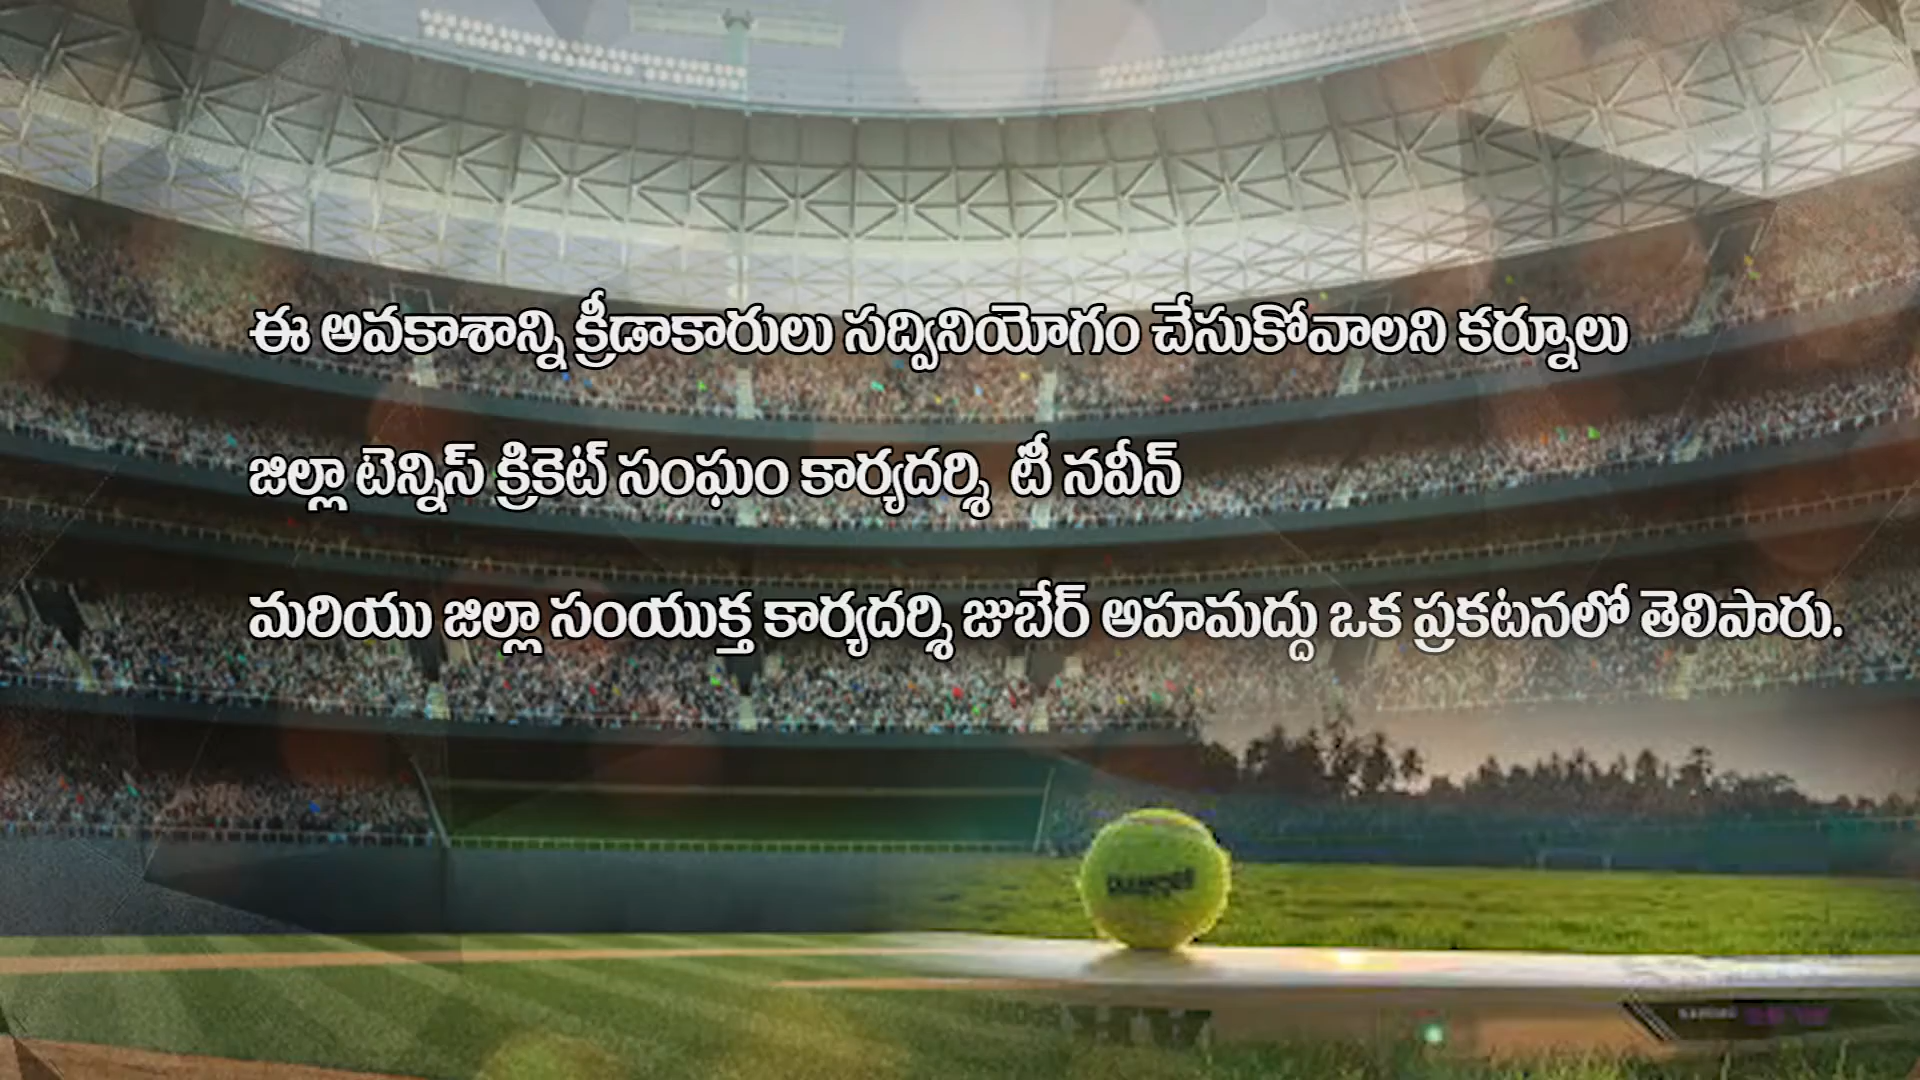 ఈ అవకాశాన్ని క్రీడాకారులు సద్వినియోగం చేసుకోవాలని కర్నూలు
జిల్లా టెన్నిస్ క్రికెట్ సంఘం కార్యదర్శి టీ నవీన్
మరియు జిల్లా సంయుక్త కార్యదర్శి జుబేర్ అహమద్దు ఒక ప్రకటనలో తెలిపారు.